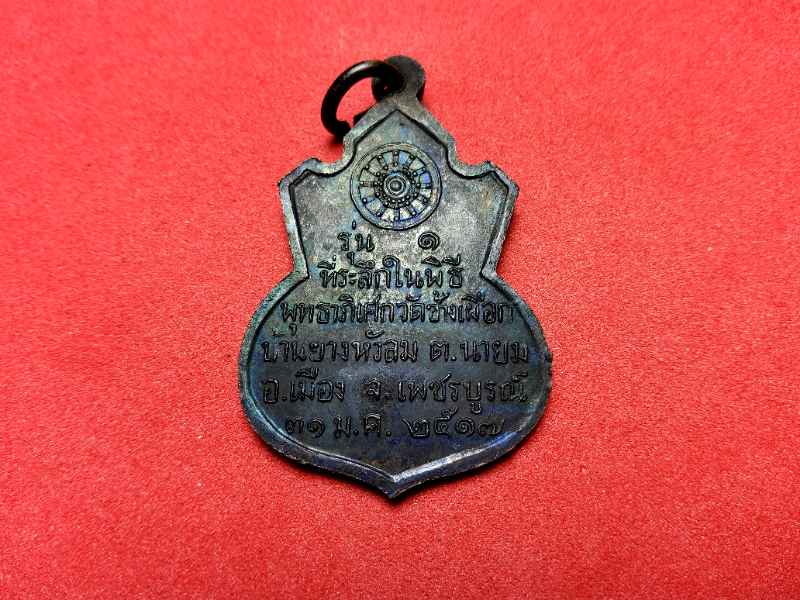 รุ่น ๑
ที่ระลึกในพิธี
พุทธาภิเศกวัดช้างเผือก
บ้านยางหัวลม ต.นายม
อ.เมือง จ.เพชรบูรณ์
๓๑ ม.ค. ๒๕๑๗